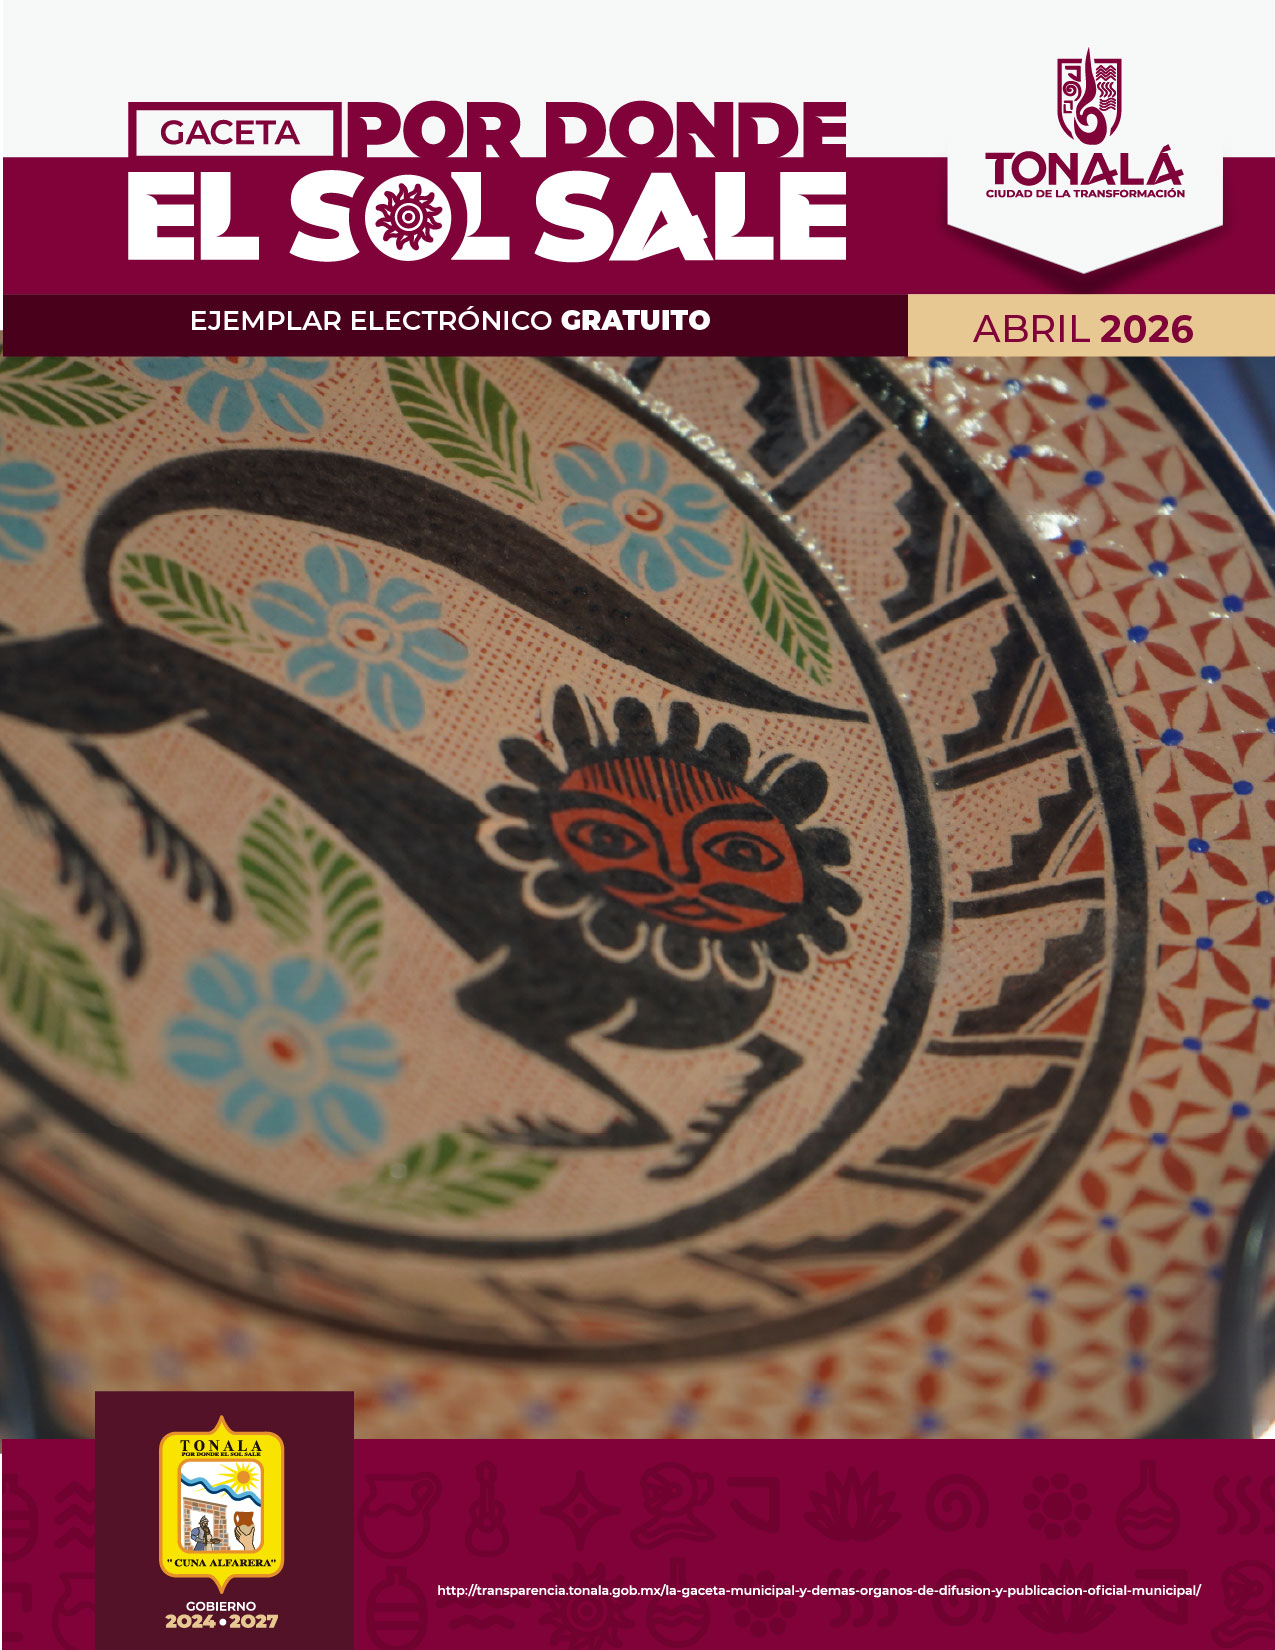 GACETA POR DONDE
EL SOL SALE
TONALÁ
CIUDAD DE LA TRANSFORMACIÓN
EJEMPLAR ELECTRÓNICO GRATUITO
ABRIL 2026
TONALA
POR DONDE EL SOL SALE
"CUNA ALFARERA"
GOBIERNO
2024 • 2027
http://transparencia.tonala.gob.mx/la-gaceta-municipal-y-demas-organos-de-difusion-y-publicacion-oficial-municipal/